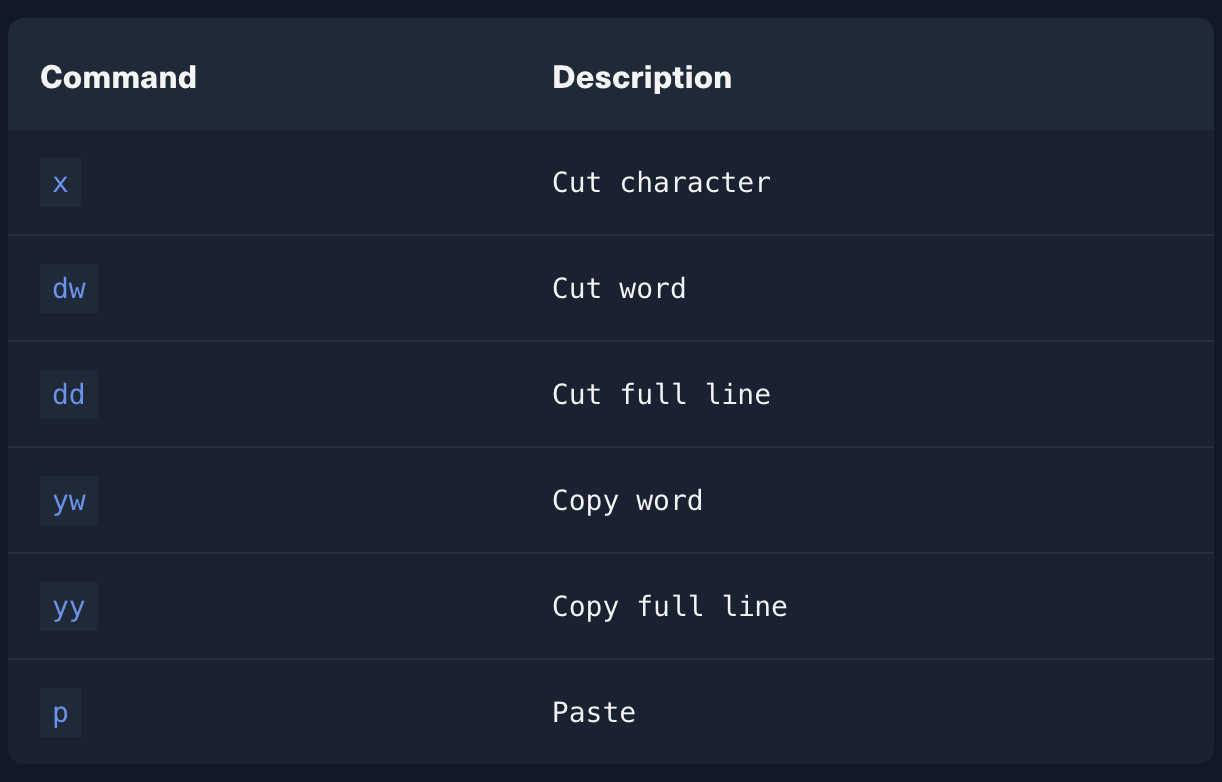 Command Description
x Cut character
dw Cut word
dd Cut full line
yw Copy word
yy Copy full line
p Paste